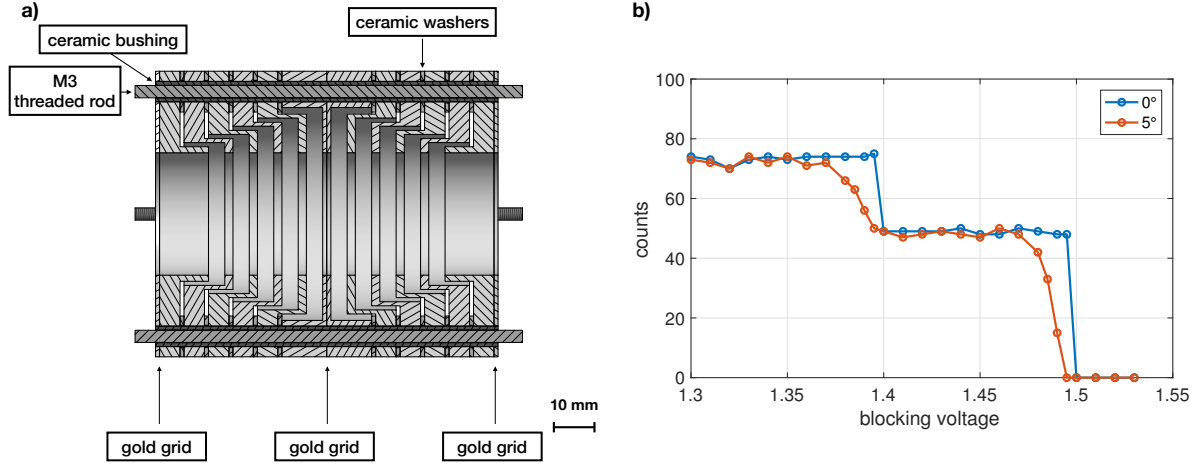 a)
ceramic washers
ceramic bushing
M3
threaded rod
10 mm
gold grid
gold grid
gold grid
b)
100
80
60
40
20
0
counts
0°
5°
1.3
1.35
1.4
1.45
1.5
1.55
blocking voltage